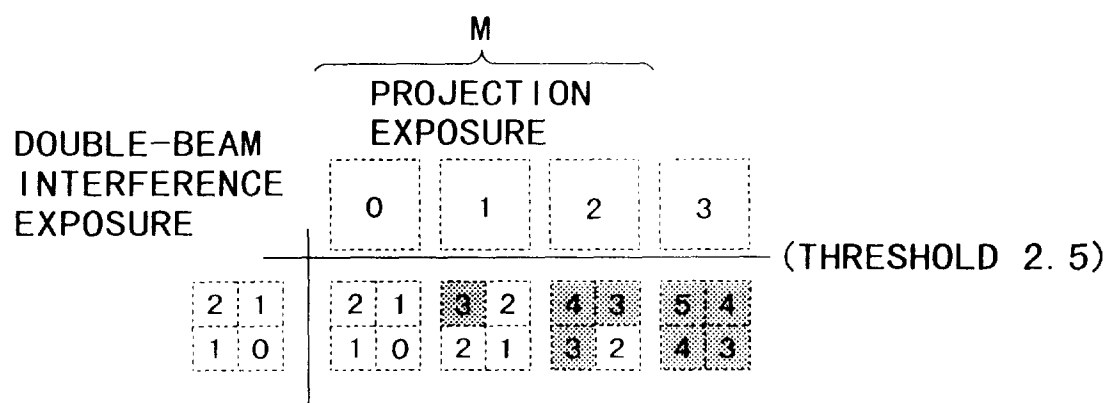 M
PROJECTION
EXPOSURE
DOUBLE-BEAM
INTERFERENCE
EXPOSURE
0 1 2 3
(THRESHOLD 2.5)
2 1 2 1 3 2 4 3 5 4
1 0 1 0 2 1 3 2 4 3